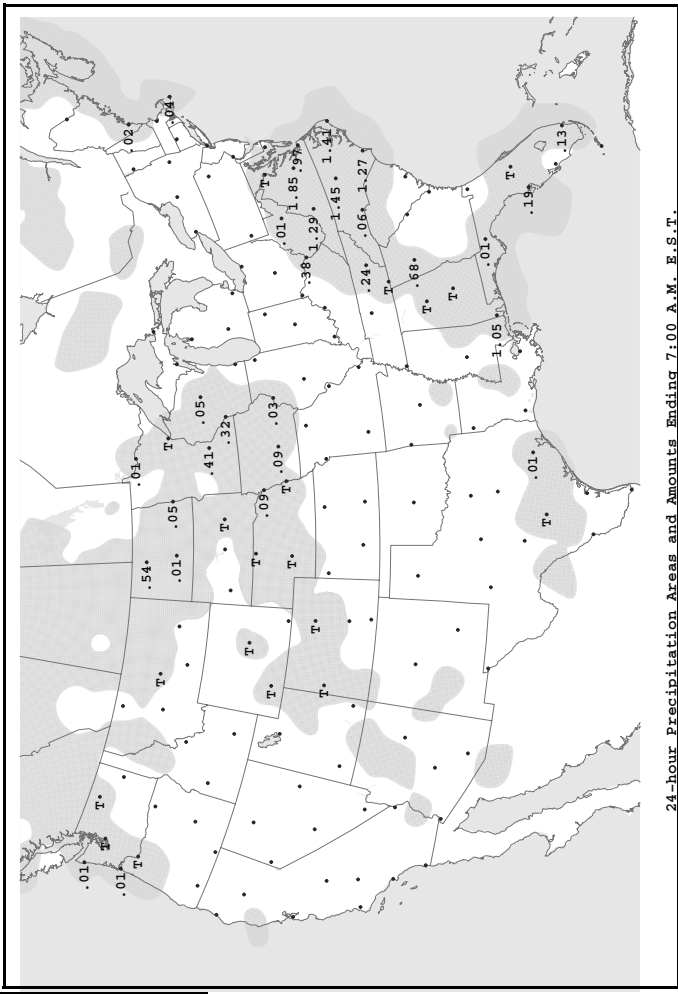 .01
T
T
.01
.02
.01
T
.54
T
T
.04
.05
.01
.05
.41
T
.32
T
T
.09
T
T
.03
.09
.01
T
T
1.85
.97
.38
1.29
T
T
1.41
1.45
.06
1.27
.24
T
.68
T
T
.01
1.05
T
.19
.01
T
.13
24-hour Precipitation Areas and Amounts Ending 7:00 A.M. E.S.T.